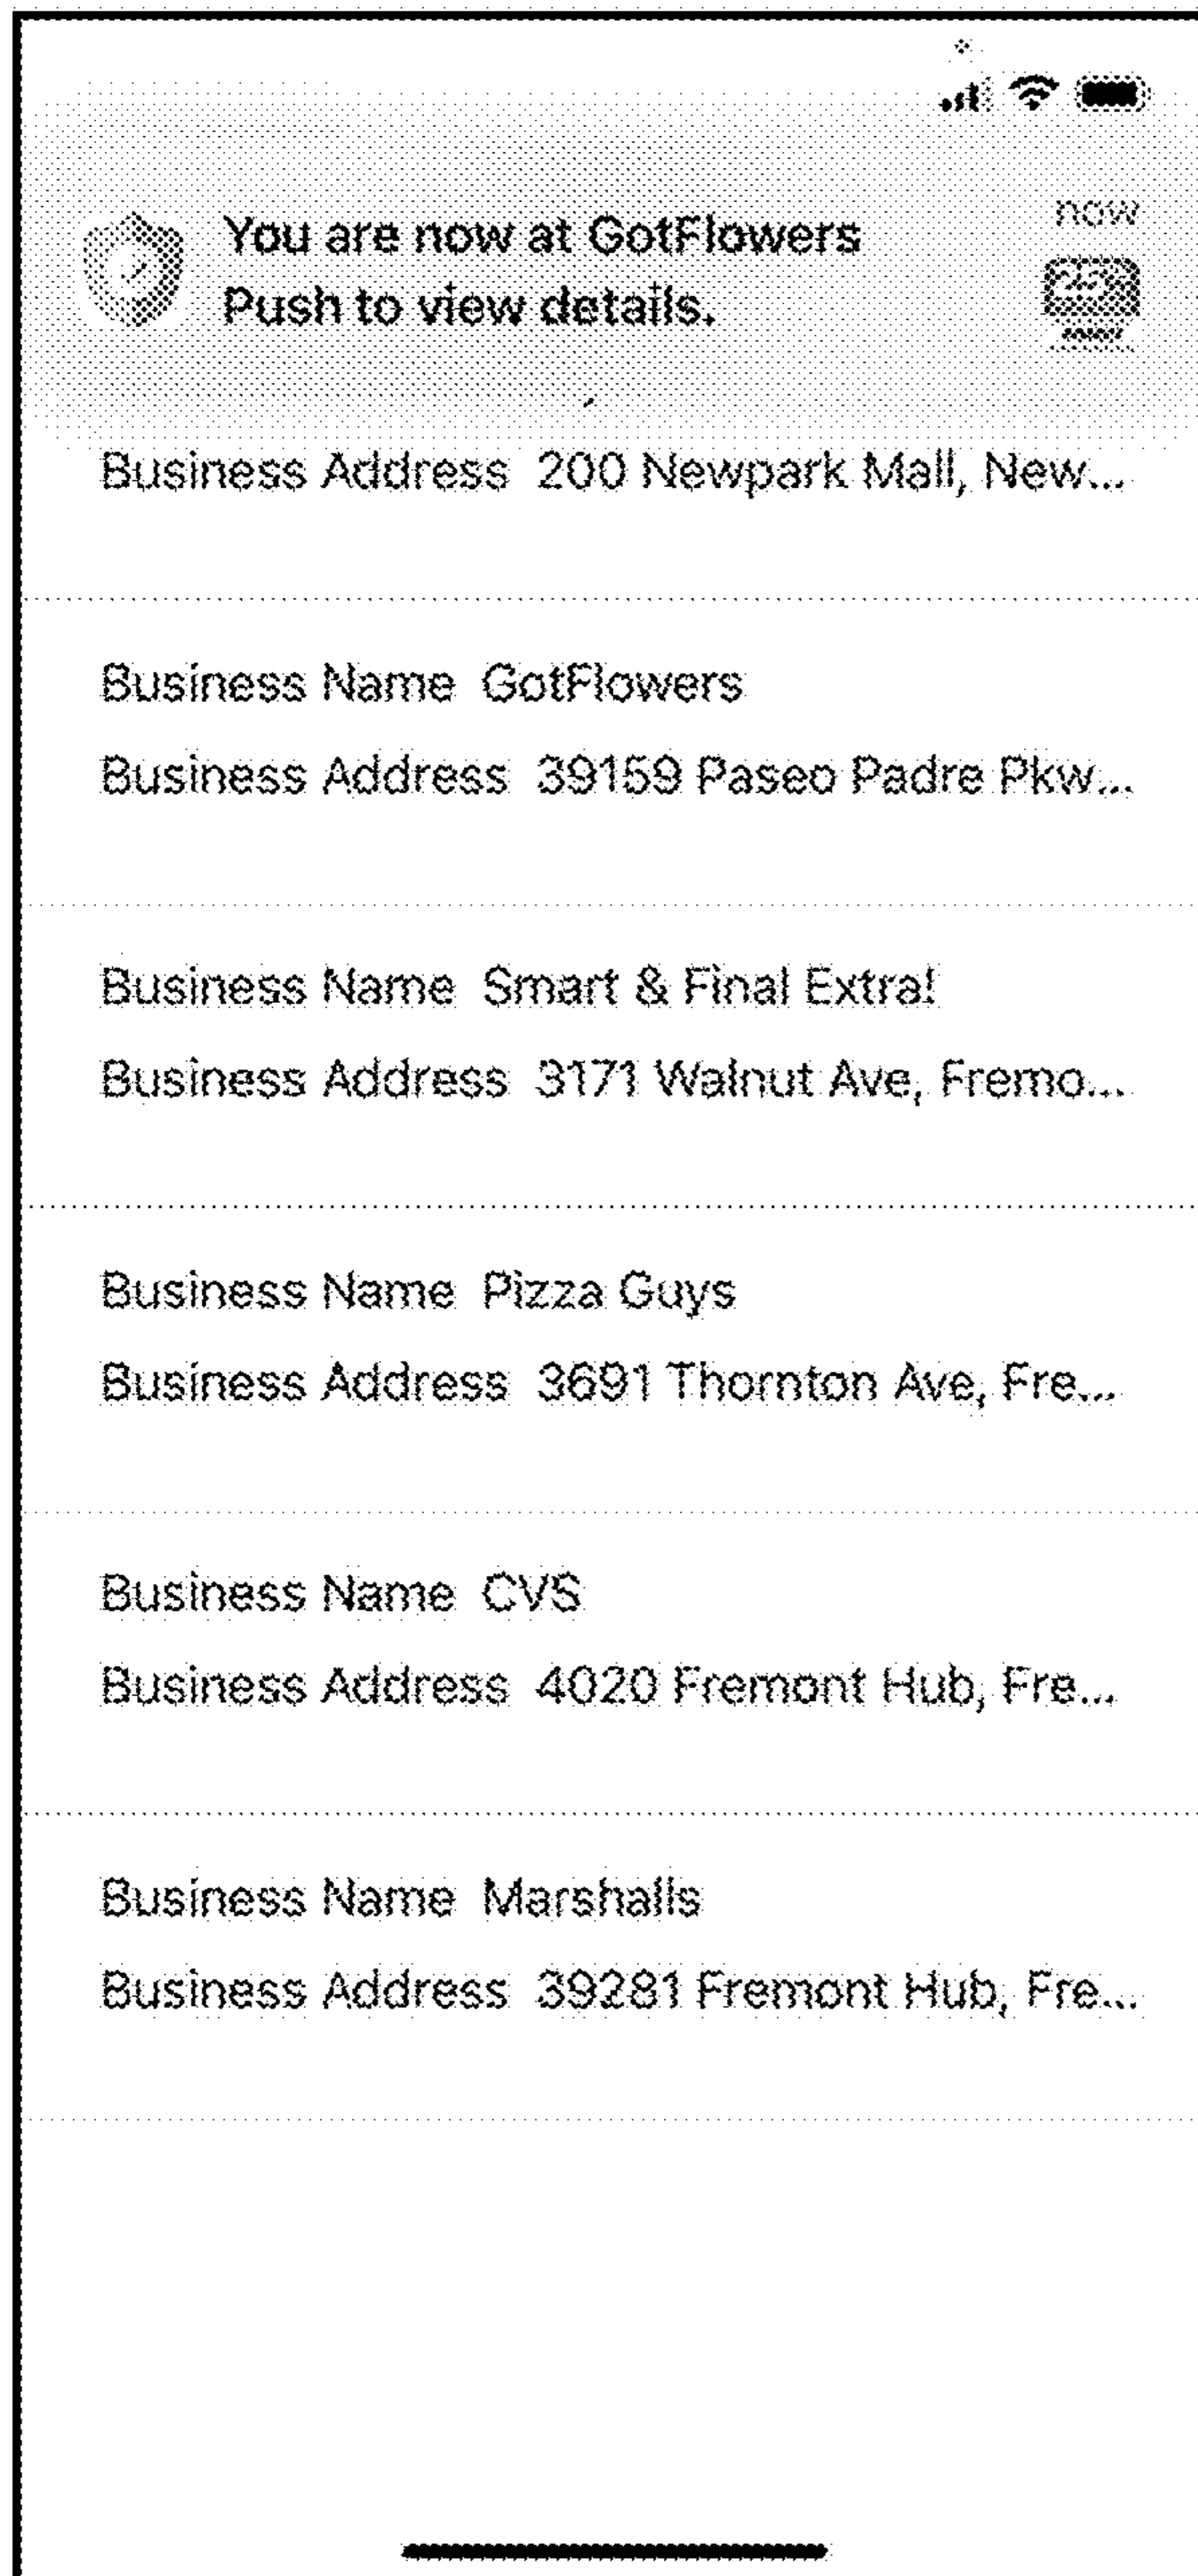 now
You are now at GotFlowers
Push to view details.
25%
Business Address 200 Newpark Mall, New...
Business Name GotFlowers
Business Address 39159 Paseo Padre Pkw...
Business Name Smart & Final Extra!
Business Address 3171 Walnut Ave, Fremo...
Business Name Pizza Guys
Business Address 3691 Thornton Ave, Fre...
Business Name CVS
Business Address 4020 Fremont Hub, Fre...
Business Name Marshalls
Business Address 39281 Fremont Hub, Fre...